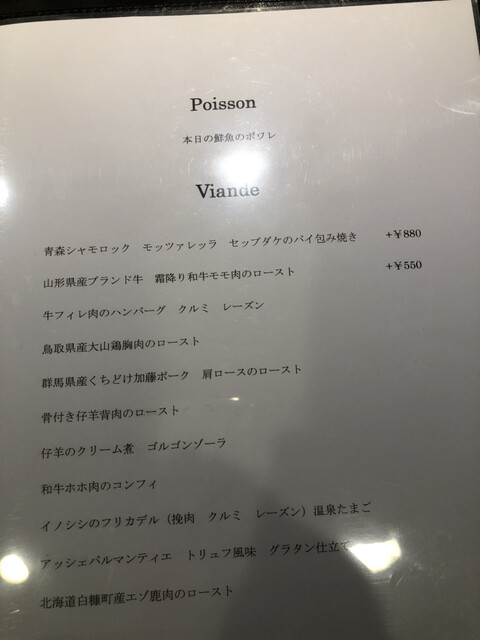 Poisson
本日の鮮魚のポワレ
Viande
青森シャモロック　モッツァレッラ　セップダケのパイ包み焼き　+¥880
山形県産ブランド牛　霜降り和牛モモ肉のロースト　+¥550
牛フィレ肉のハンバーグ　クルミ　レーズン
鳥取県産大山鶏胸肉のロースト
群馬県産くちどけ加藤ポーク　肩ロースのロースト
骨付き仔羊背肉のロースト
仔羊のクリーム煮　ゴルゴンゾーラ
和牛ホホ肉のコンフィ
イノシシのフリカデル（挽肉　クルミ　レーズン）温泉たまご
アッシェパルマンティエ　トリュフ風味　グラタン仕立て
北海道白糠町産エゾ鹿肉のロースト